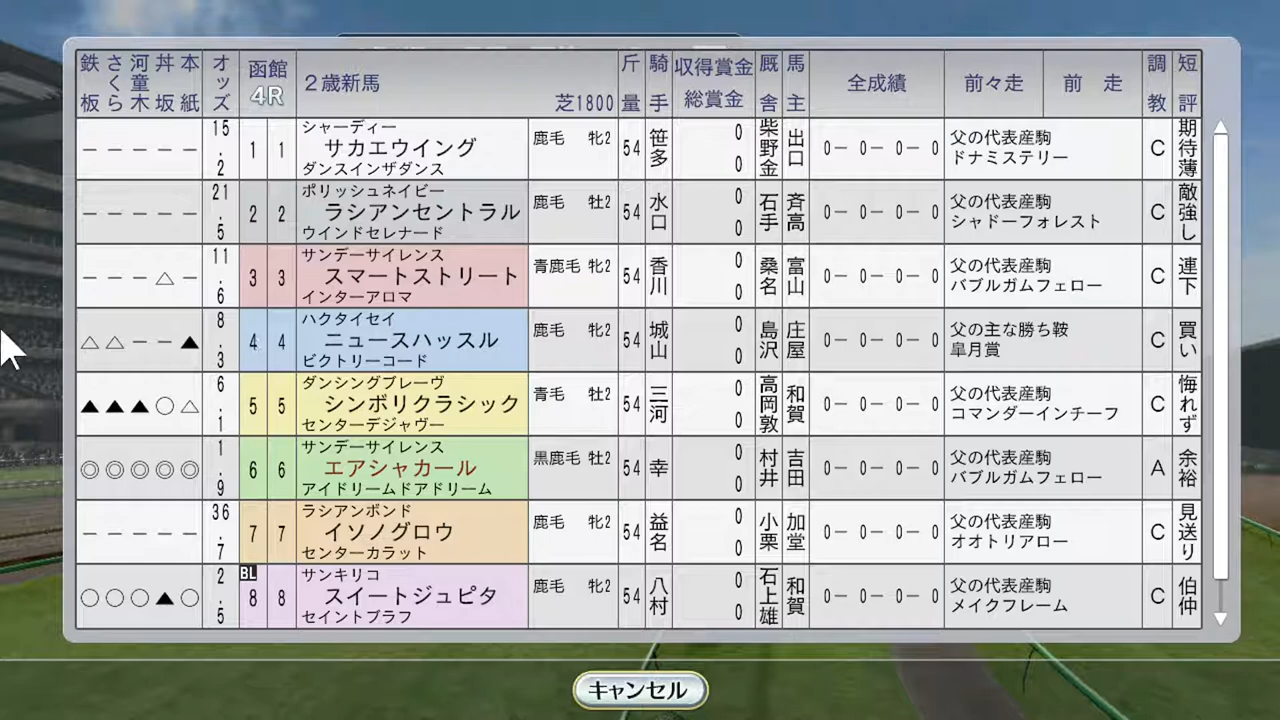 鉄板 さくら 河童木 丼坂 本紙 オッズ 函館 4R 2歳新馬 芝1800 斤量 騎手 収得賞金 総賞金 厩舎 馬主 全成績 前々走 前 走 調教 短評
－ － － － － 15.2 1 1 シャーディー 鹿毛 牝2 54 笹多 0 柴野金 出口 0－ 0－ 0－ 0 父の代表産駒 C 期待薄
サカエウイング 0 ドナミステリー
ダンスインザダンス
－ － － － － 21.5 2 2 ポリッシュネイビー 鹿毛 牡2 54 水口 0 石手 斉高 0－ 0－ 0－ 0 父の代表産駒 C 敵強し
ラシアンセントラル 0 シャドーフォレスト
ウインドセレナード
－ － － △ － 11.6 3 3 サンデーサイレンス 青鹿毛 牝2 54 香川 0 桑名 富山 0－ 0－ 0－ 0 父の代表産駒 C 連下
スマートストリート 0 バブルガムフェロー
インターアロマ
△ △ － － ▲ 8.3 4 4 ハクタイセイ 鹿毛 牝2 54 城山 0 島沢 庄屋 0－ 0－ 0－ 0 父の主な勝ち鞍 C 買い
ニュースハッスル 0 皐月賞
ビクトリーコード
▲ ▲ ▲ ○ △ 6.1 5 5 ダンシングブレーヴ 青毛 牡2 54 三河 0 高岡敦 和賀 0－ 0－ 0－ 0 父の代表産駒 C 侮れず
シンボリクラシック 0 コマンダーインチーフ
センターデジャヴー
◎ ◎ ◎ ◎ ◎ 1.9 6 6 サンデーサイレンス 黒鹿毛 牡2 54 幸 0 村井 吉田 0－ 0－ 0－ 0 父の代表産駒 A 余裕
エアシャカール 0 バブルガムフェロー
アイドリームドアドリーム
－ － － － － 36.7 7 7 ラシアンボンド 鹿毛 牝2 54 益名 0 小栗 加堂 0－ 0－ 0－ 0 父の代表産駒 C 見送り
イソノグロウ 0 オオトリアロー
センターカラット
○ ○ ○ ▲ ○ 2.5 BL 8 8 サンキリコ 鹿毛 牝2 54 八村 0 石上雄 和賀 0－ 0－ 0－ 0 父の代表産駒 C 伯仲
スイートジュピタ 0 メイクフレーム
セイントブラフ
キャンセル